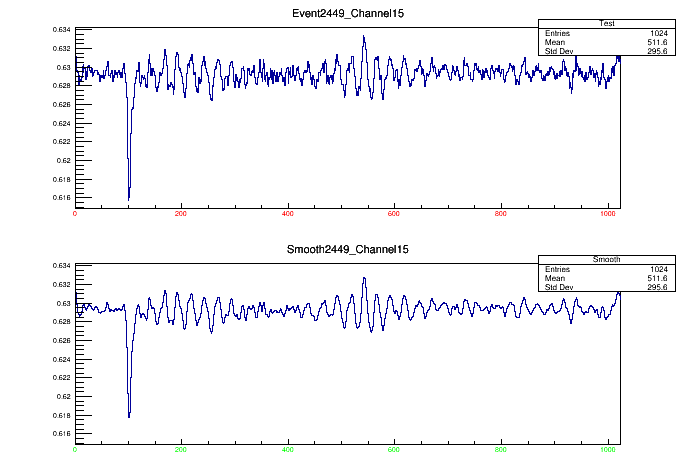 Event2449_Channel15
Test
Entries 1024
Mean 511.6
Std Dev 295.6
0.634
0.632
0.63
0.628
0.626
0.624
0.622
0.62
0.618
0.616
0 200 400 600 800 1000
Smooth2449_Channel15
Smooth
Entries 1024
Mean 511.6
Std Dev 295.6
0.634
0.632
0.63
0.628
0.626
0.624
0.622
0.62
0.618
0.616
0 200 400 600 800 1000